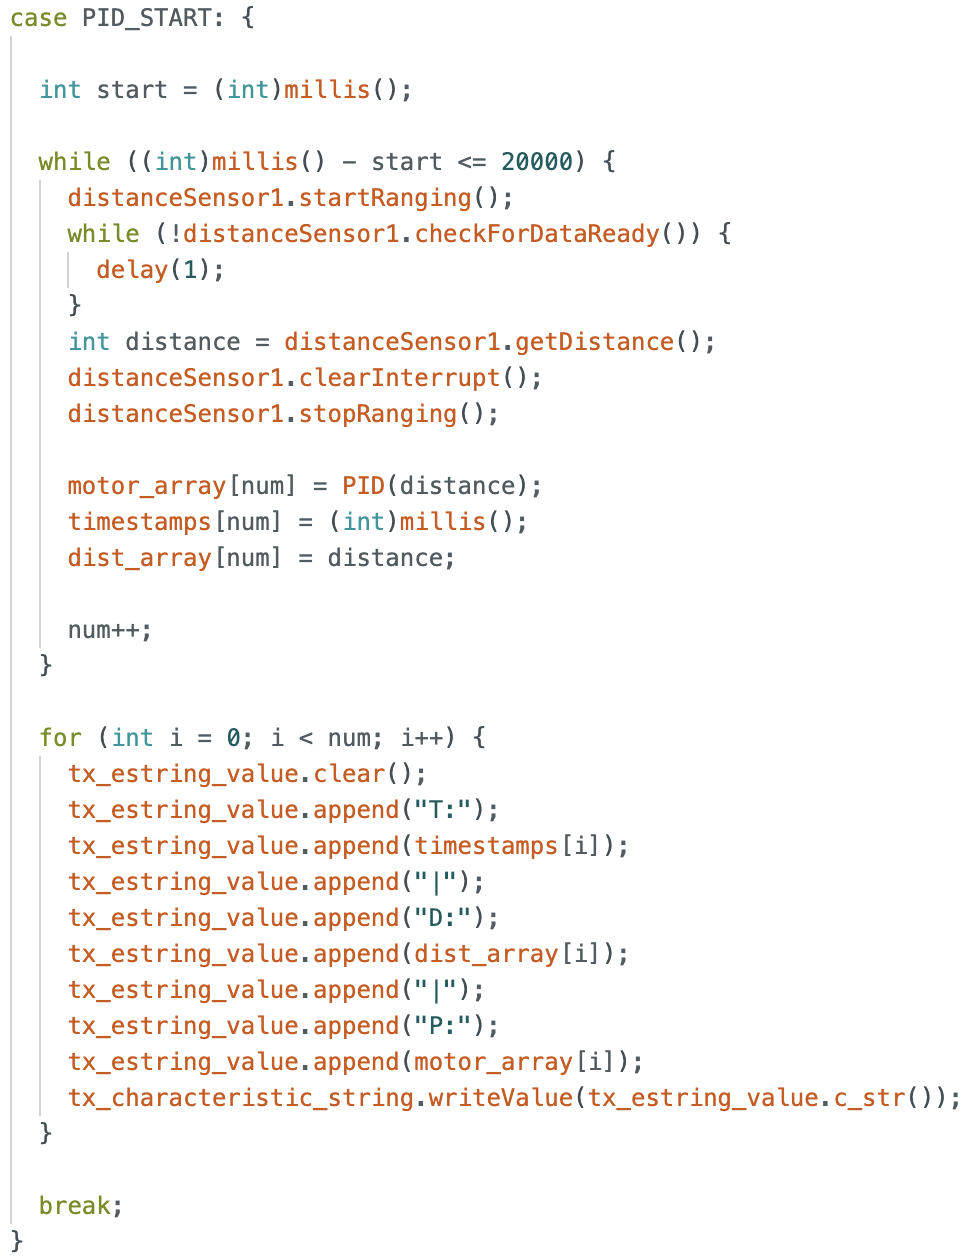 case PID_START: {
int start = (int)millis();
while ((int)millis() - start <= 20000) {
distanceSensor1.startRanging();
while (!distanceSensor1.checkForDataReady()) {
delay(1);
}
int distance = distanceSensor1.getDistance();
distanceSensor1.clearInterrupt();
distanceSensor1.stopRanging();
motor_array[num] = PID(distance);
timestamps[num] = (int)millis();
dist_array[num] = distance;
num++;
}
for (int i = 0; i < num; i++) {
tx_estring_value.clear();
tx_estring_value.append("T:");
tx_estring_value.append(timestamps[i]);
tx_estring_value.append("|");
tx_estring_value.append("D:");
tx_estring_value.append(dist_array[i]);
tx_estring_value.append("|");
tx_estring_value.append("P:");
tx_estring_value.append(motor_array[i]);
tx_characteristic_string.writeValue(tx_estring_value.c_str());
}
break;
}